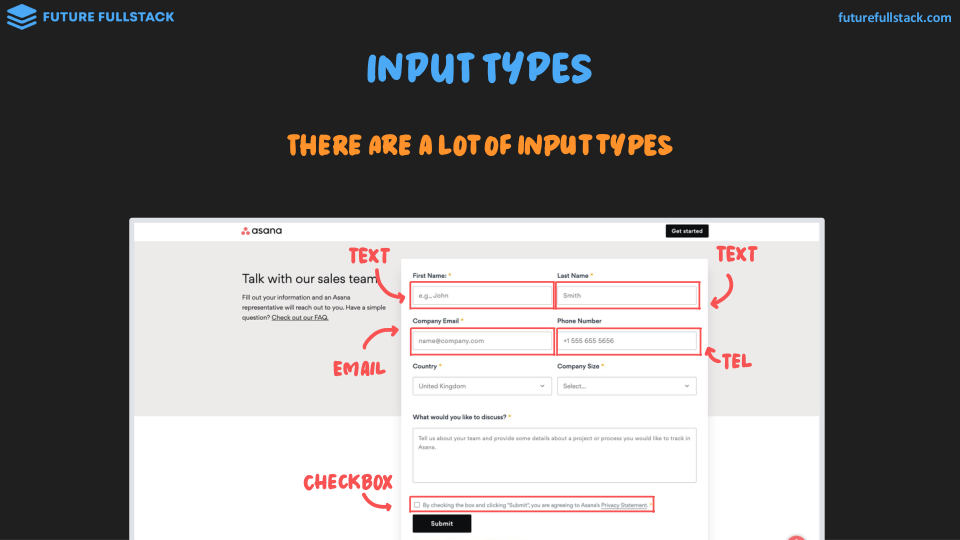 FUTURE FULLSTACK
futurefullstack.com
INPUT TYPES
THERE ARE A LOT OF INPUT TYPES
asana
Get started
TEXT
TEXT
Talk with our sales team
Fill out your information and an Asana
representative will reach out to you. Have a simple
question? Check out our FAQ.
First Name: *
Last Name *
e.g., John
Smith
Company Email *
Phone Number
name@company.com
+1 555 655 5656
EMAIL
TEL
Country *
Company Size *
United Kingdom
Select...
What would you like to discuss? *
Tell us about your team and provide some details about a project or process you would like to track in
Asana.
CHECKBOX
By checking the box and clicking "Submit", you are agreeing to Asana's Privacy Statement. *
Submit